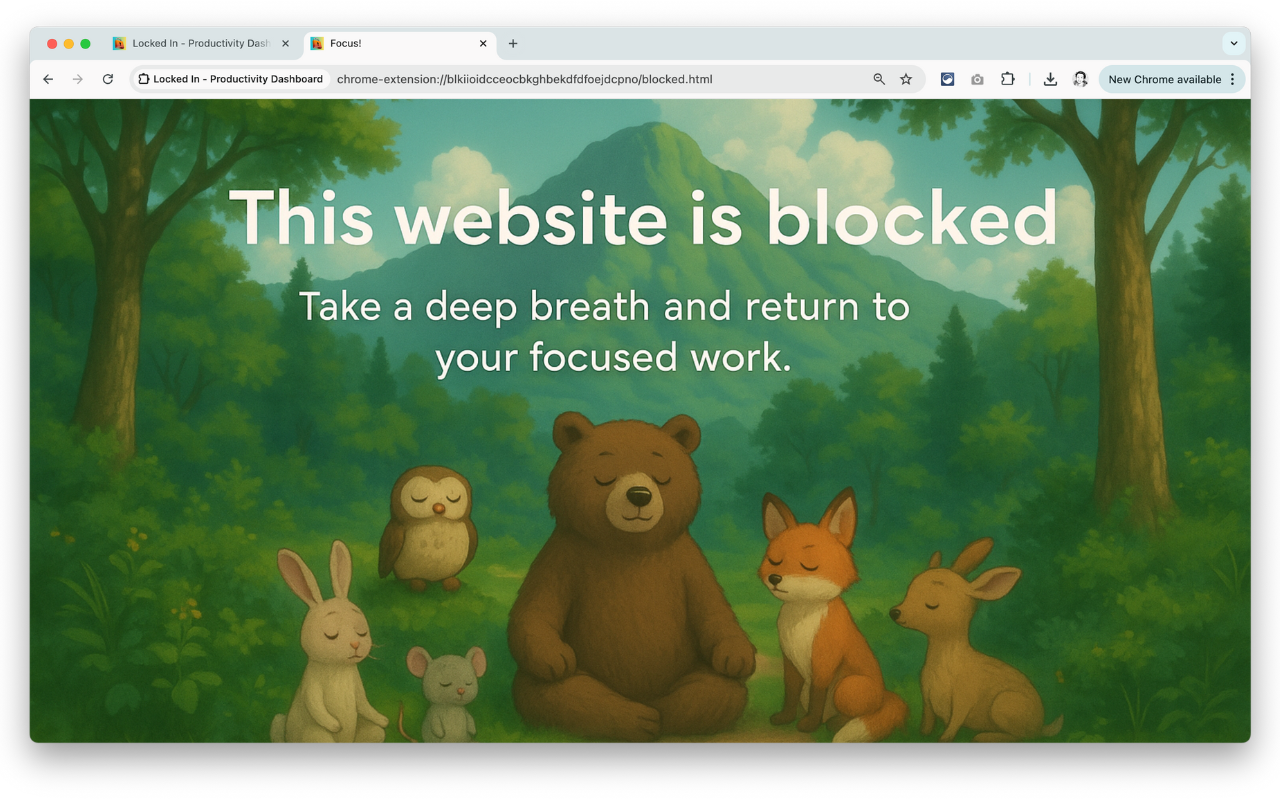 Locked In - Productivity Dash
Focus!
Locked In - Productivity Dashboard
chrome-extension://blkiioidcceocbkghbekdfdfoejdcpno/blocked.html
New Chrome available
This website is blocked
Take a deep breath and return to
your focused work.